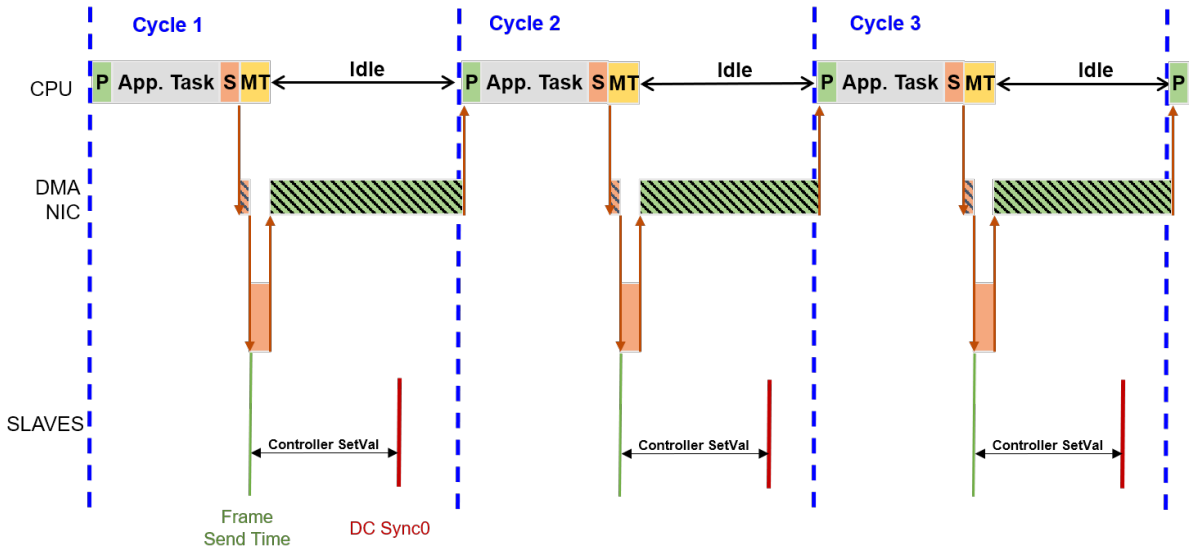 Cycle 1
Cycle 2
Cycle 3
CPU
P
App. Task
S
MT
Idle
P
App. Task
S
MT
Idle
P
App. Task
S
MT
Idle
P
DMA
NIC
SLAVES
Controller SetVal
Controller SetVal
Controller SetVal
Frame
Send Time
DC Sync0